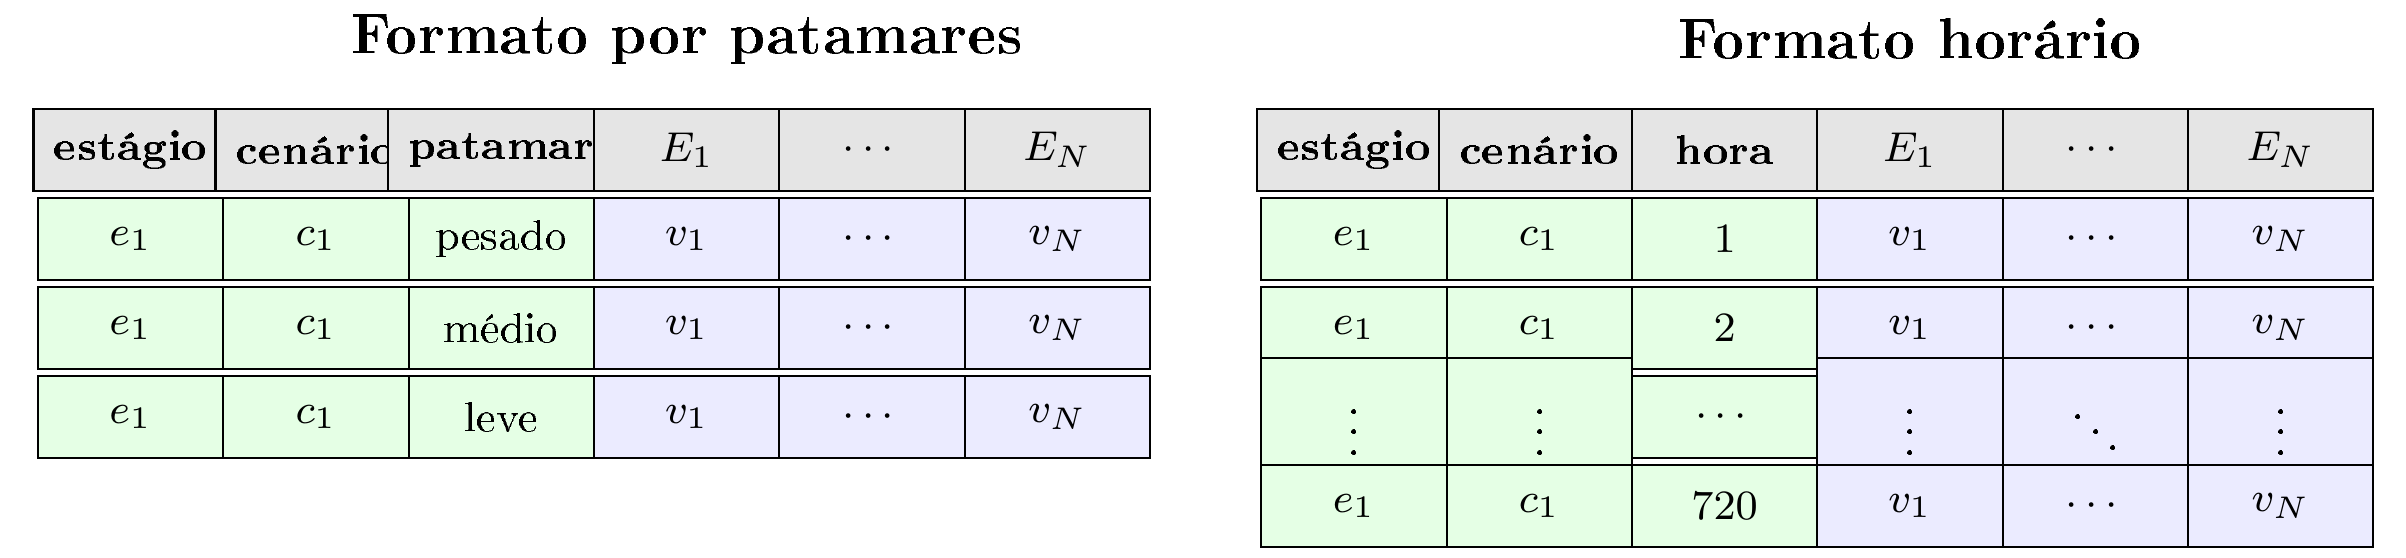 Formato por patamares
estágio cenário patamar E₁ ⋯ E_N
e₁ c₁ pesado v₁ ⋯ v_N
e₁ c₁ médio v₁ ⋯ v_N
e₁ c₁ leve v₁ ⋯ v_N
Formato horário
estágio cenário hora E₁ ⋯ E_N
e₁ c₁ 1 v₁ ⋯ v_N
e₁ c₁ 2 v₁ ⋯ v_N
⋮ ⋮ ⋯ ⋮ ⋱ ⋮
e₁ c₁ 720 v₁ ⋯ v_N